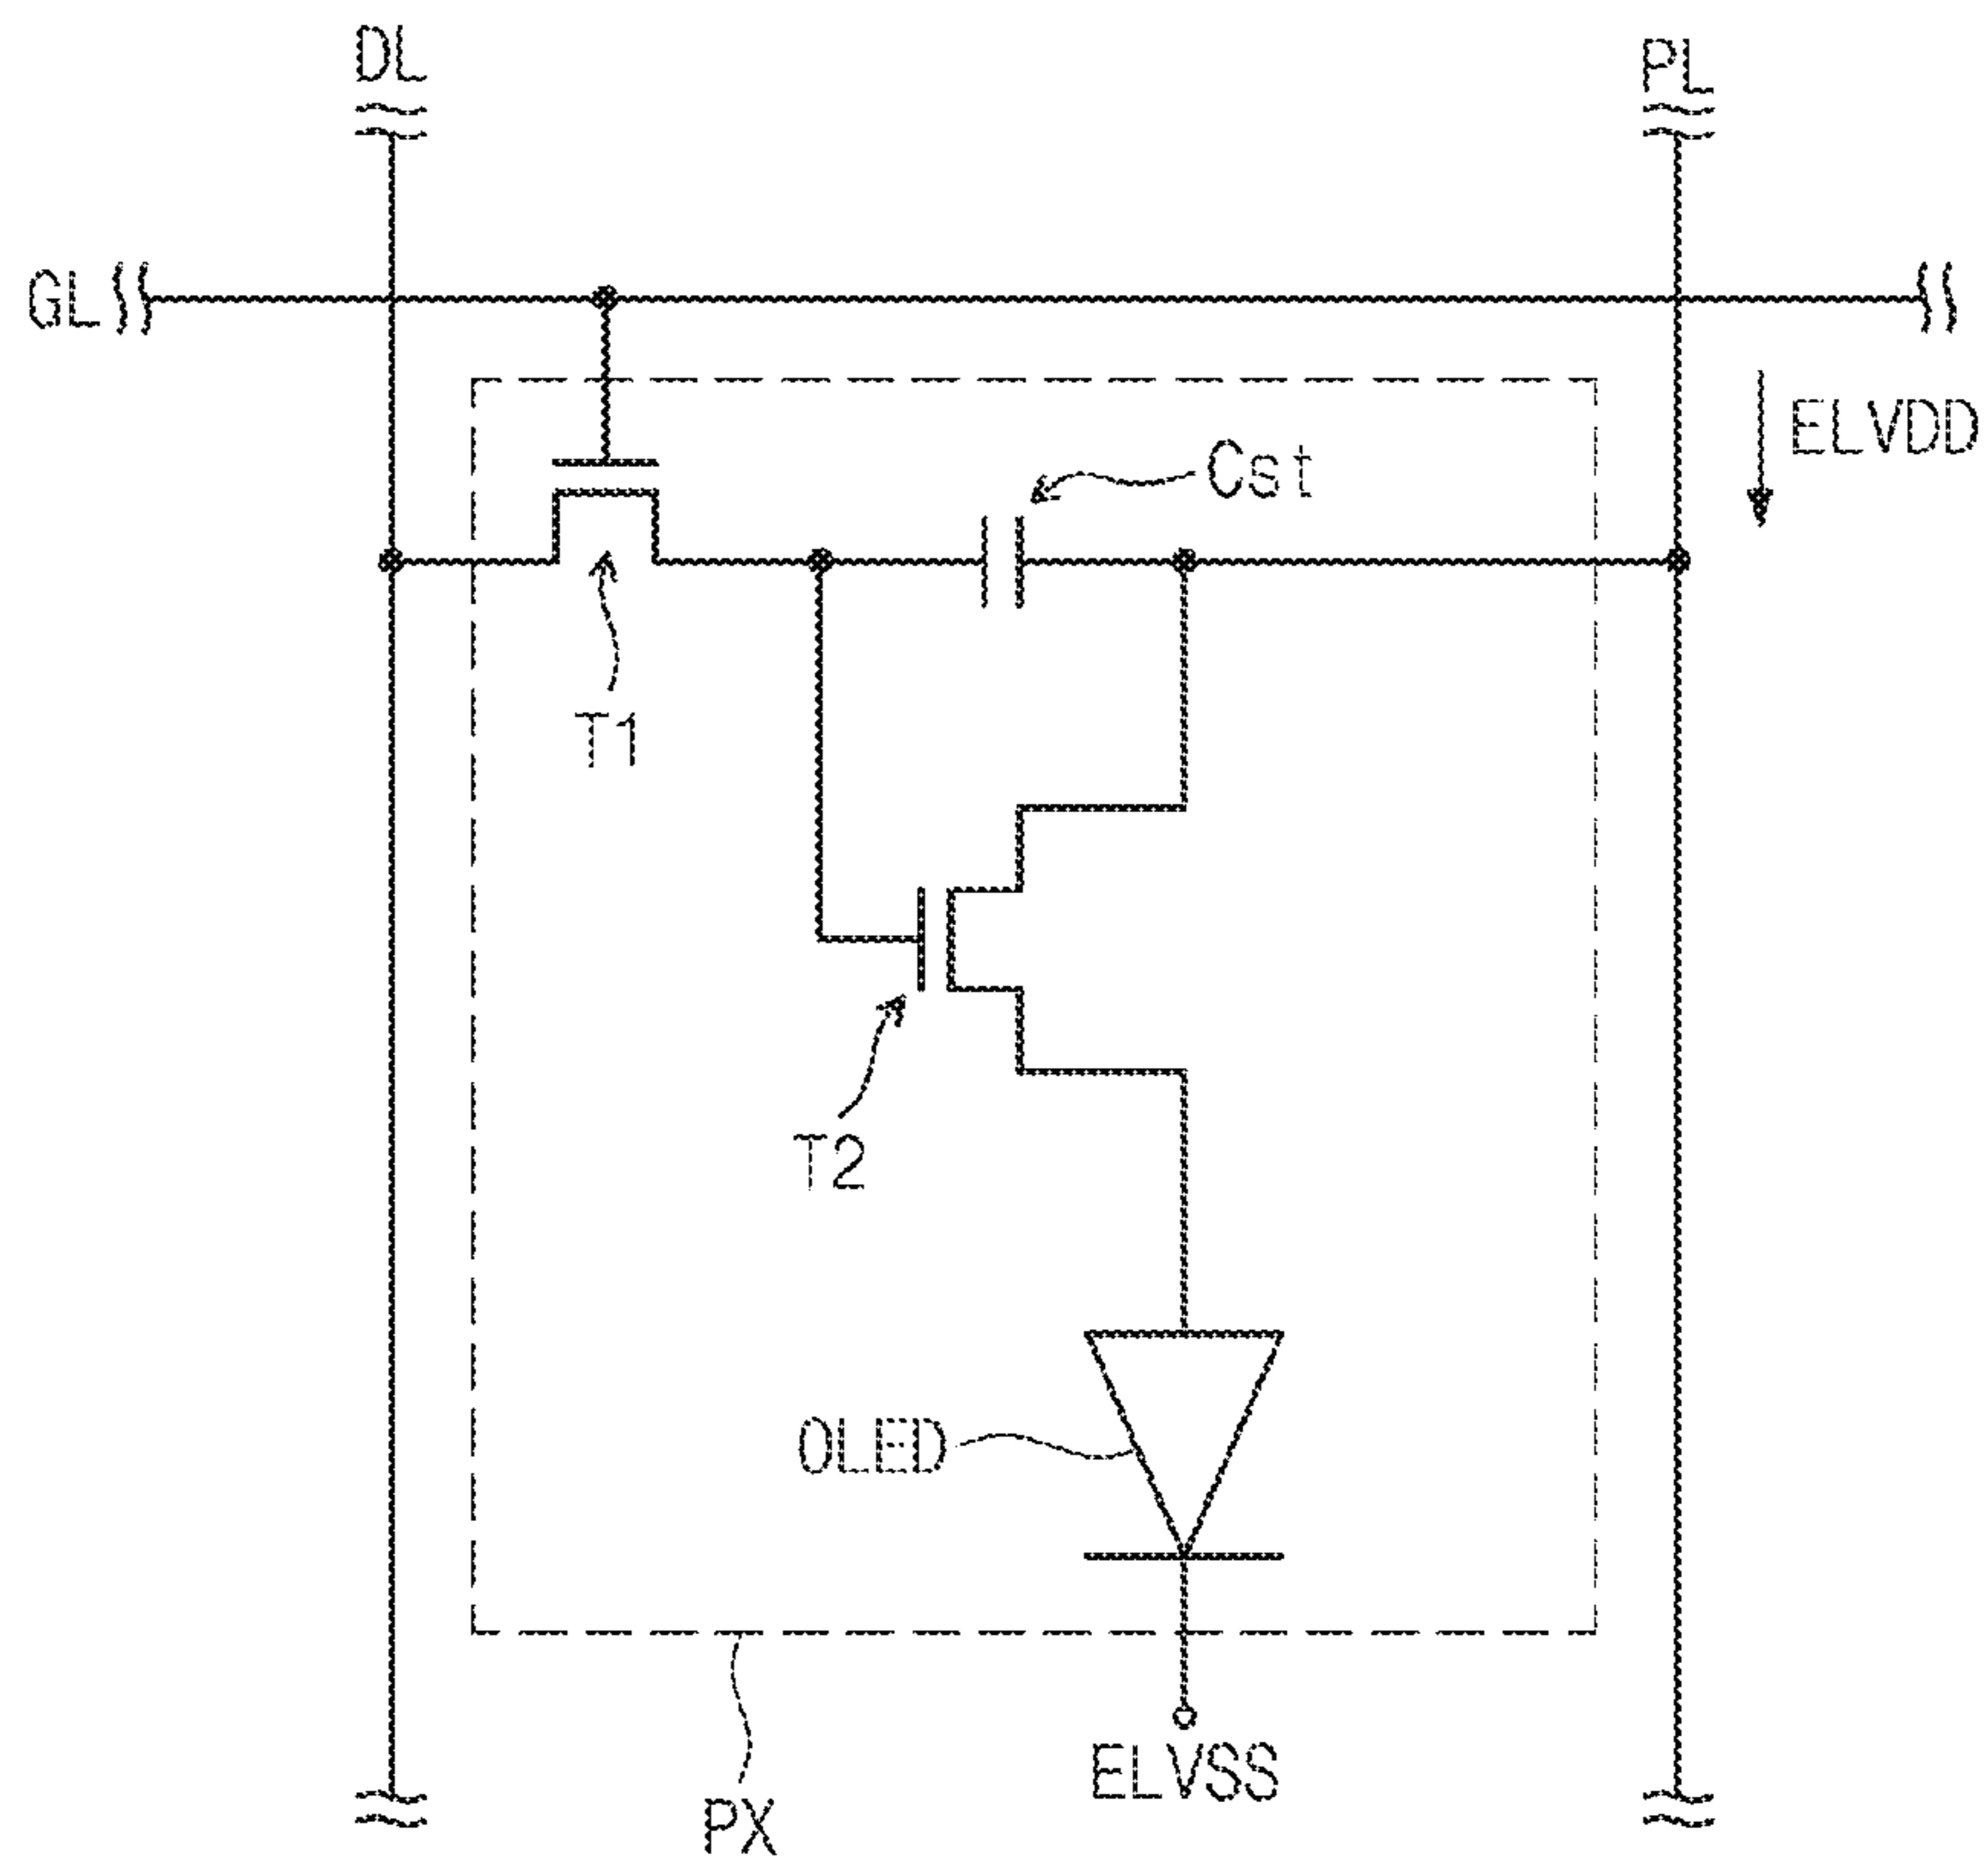 DL
PL
GL
ELVDD
Cst
T1
T2
OLED
ELVSS
PX